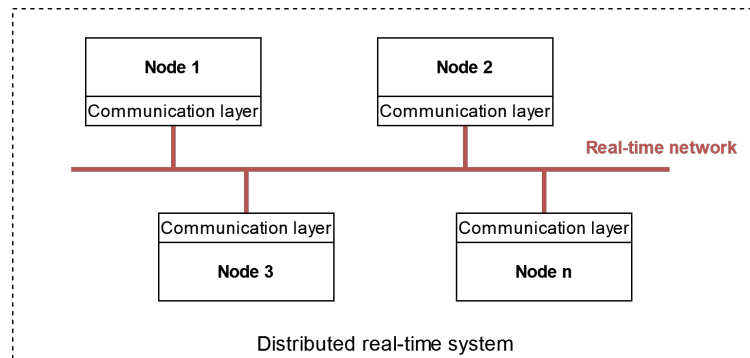 Node 1
Communication layer
Node 2
Communication layer
Real-time network
Communication layer
Node 3
Communication layer
Node n
Distributed real-time system